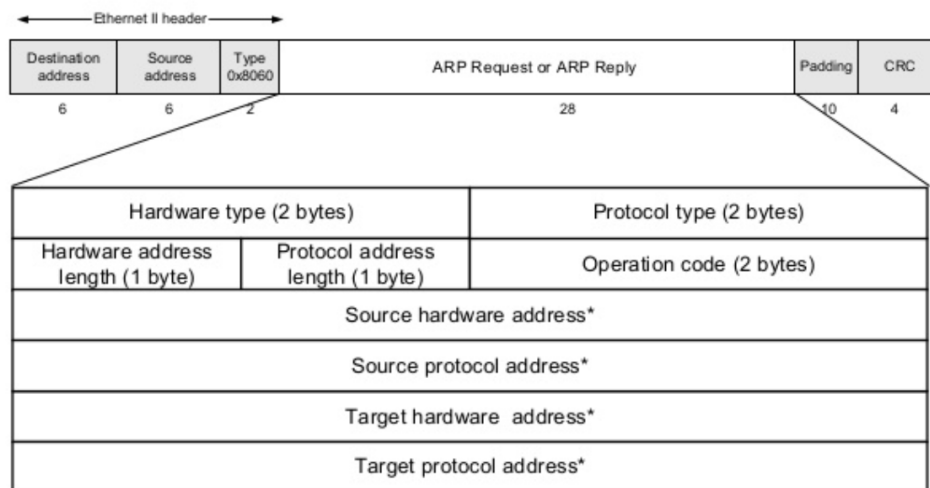 Ethernet II header
Destination
address
Source
address
Type
0x8060
ARP Request or ARP Reply
Padding
CRC
6
6
2
28
10
4
Hardware type (2 bytes)
Protocol type (2 bytes)
Hardware address
length (1 byte)
Protocol address
length (1 byte)
Operation code (2 bytes)
Source hardware address*
Source protocol address*
Target hardware address*
Target protocol address*